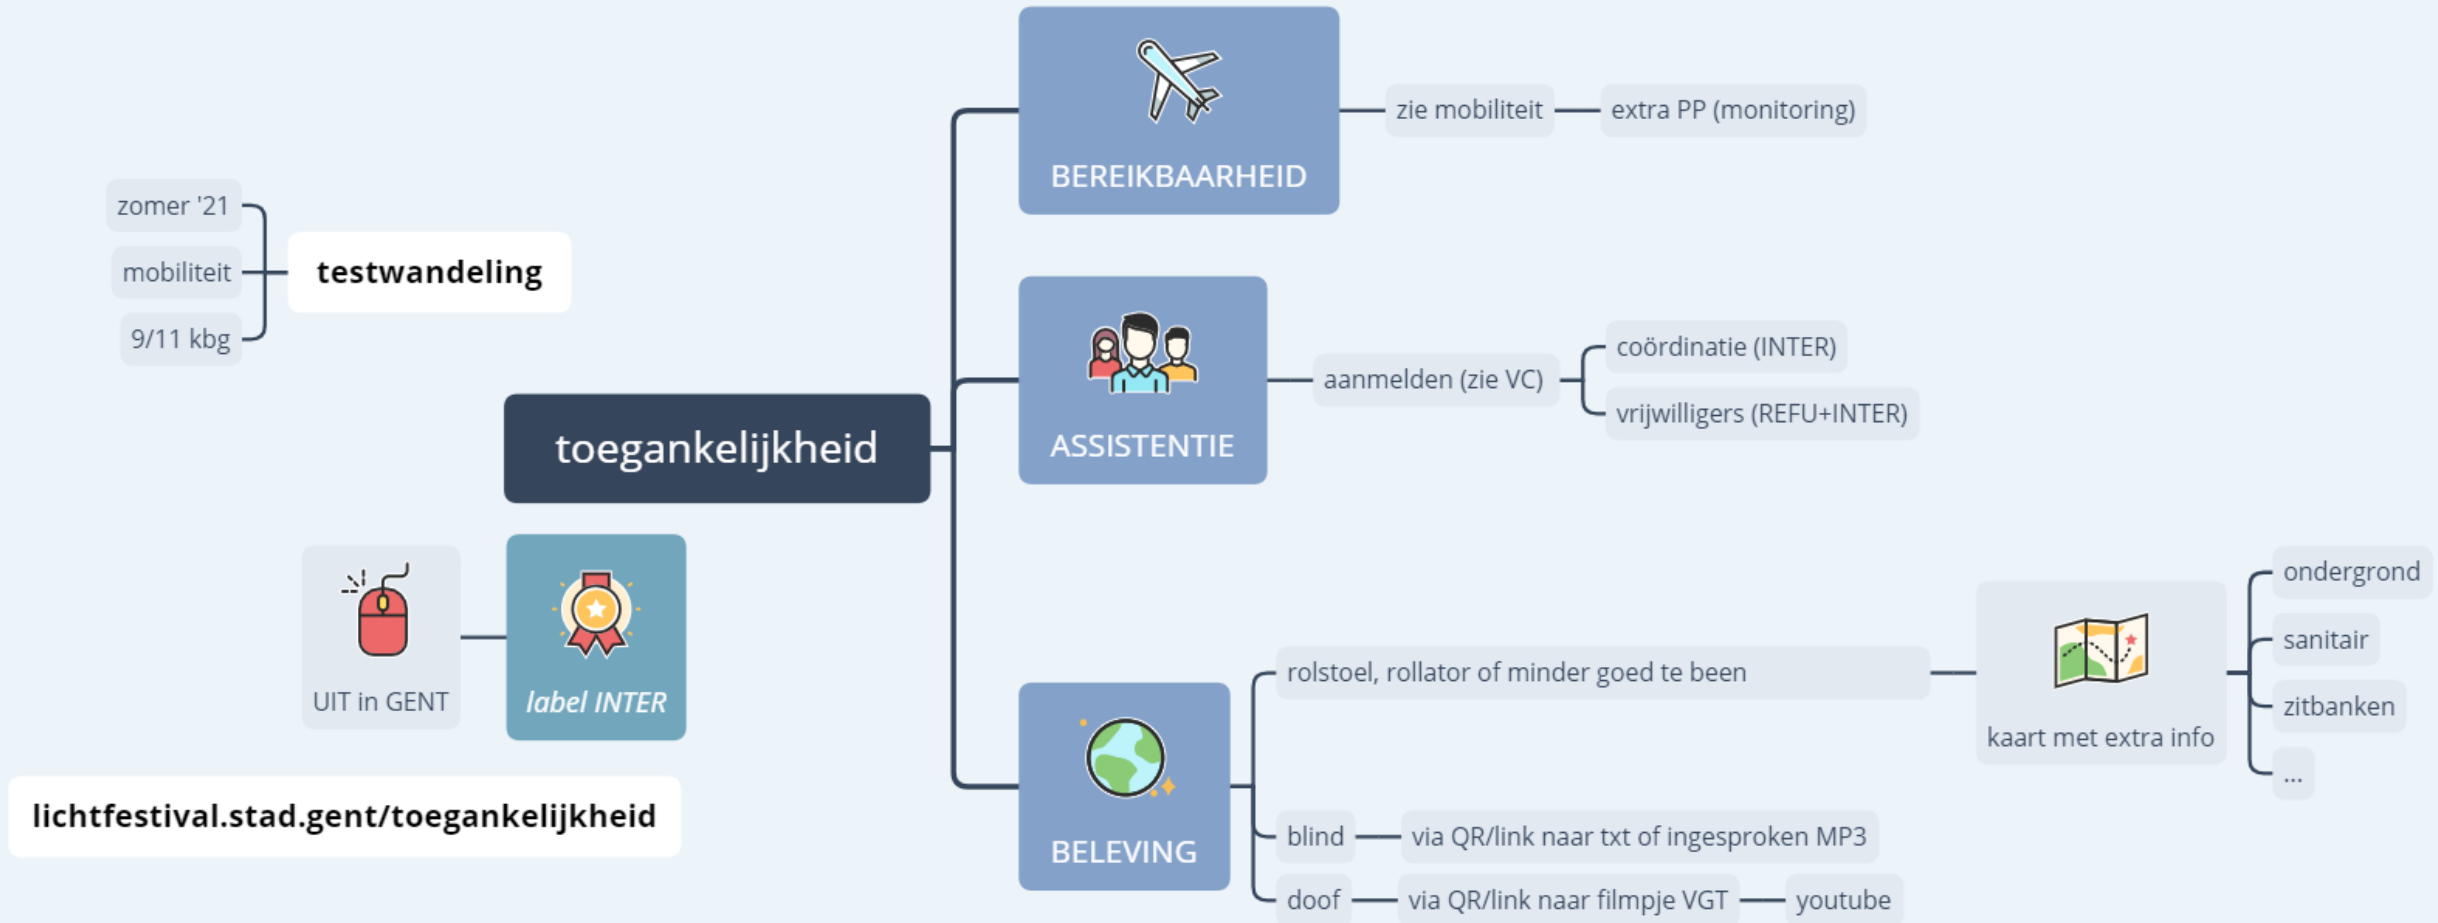 BEREIKBAARHEID
zie mobiliteit
extra PP (monitoring)
zomer '21
mobiliteit
9/11 kbg
testwandeling
toegankelijkheid
ASSISTENTIE
aanmelden (zie VC)
coördinatie (INTER)
vrijwilligers (REFU+INTER)
UIT in GENT
label INTER
lichtfestival.stad.gent/toegankelijkheid
BELEVING
rolstoel, rollator of minder goed te been
kaart met extra info
ondergrond
sanitair
zitbanken
...
blind
via QR/link naar txt of ingesproken MP3
doof
via QR/link naar filmpje VGT
youtube